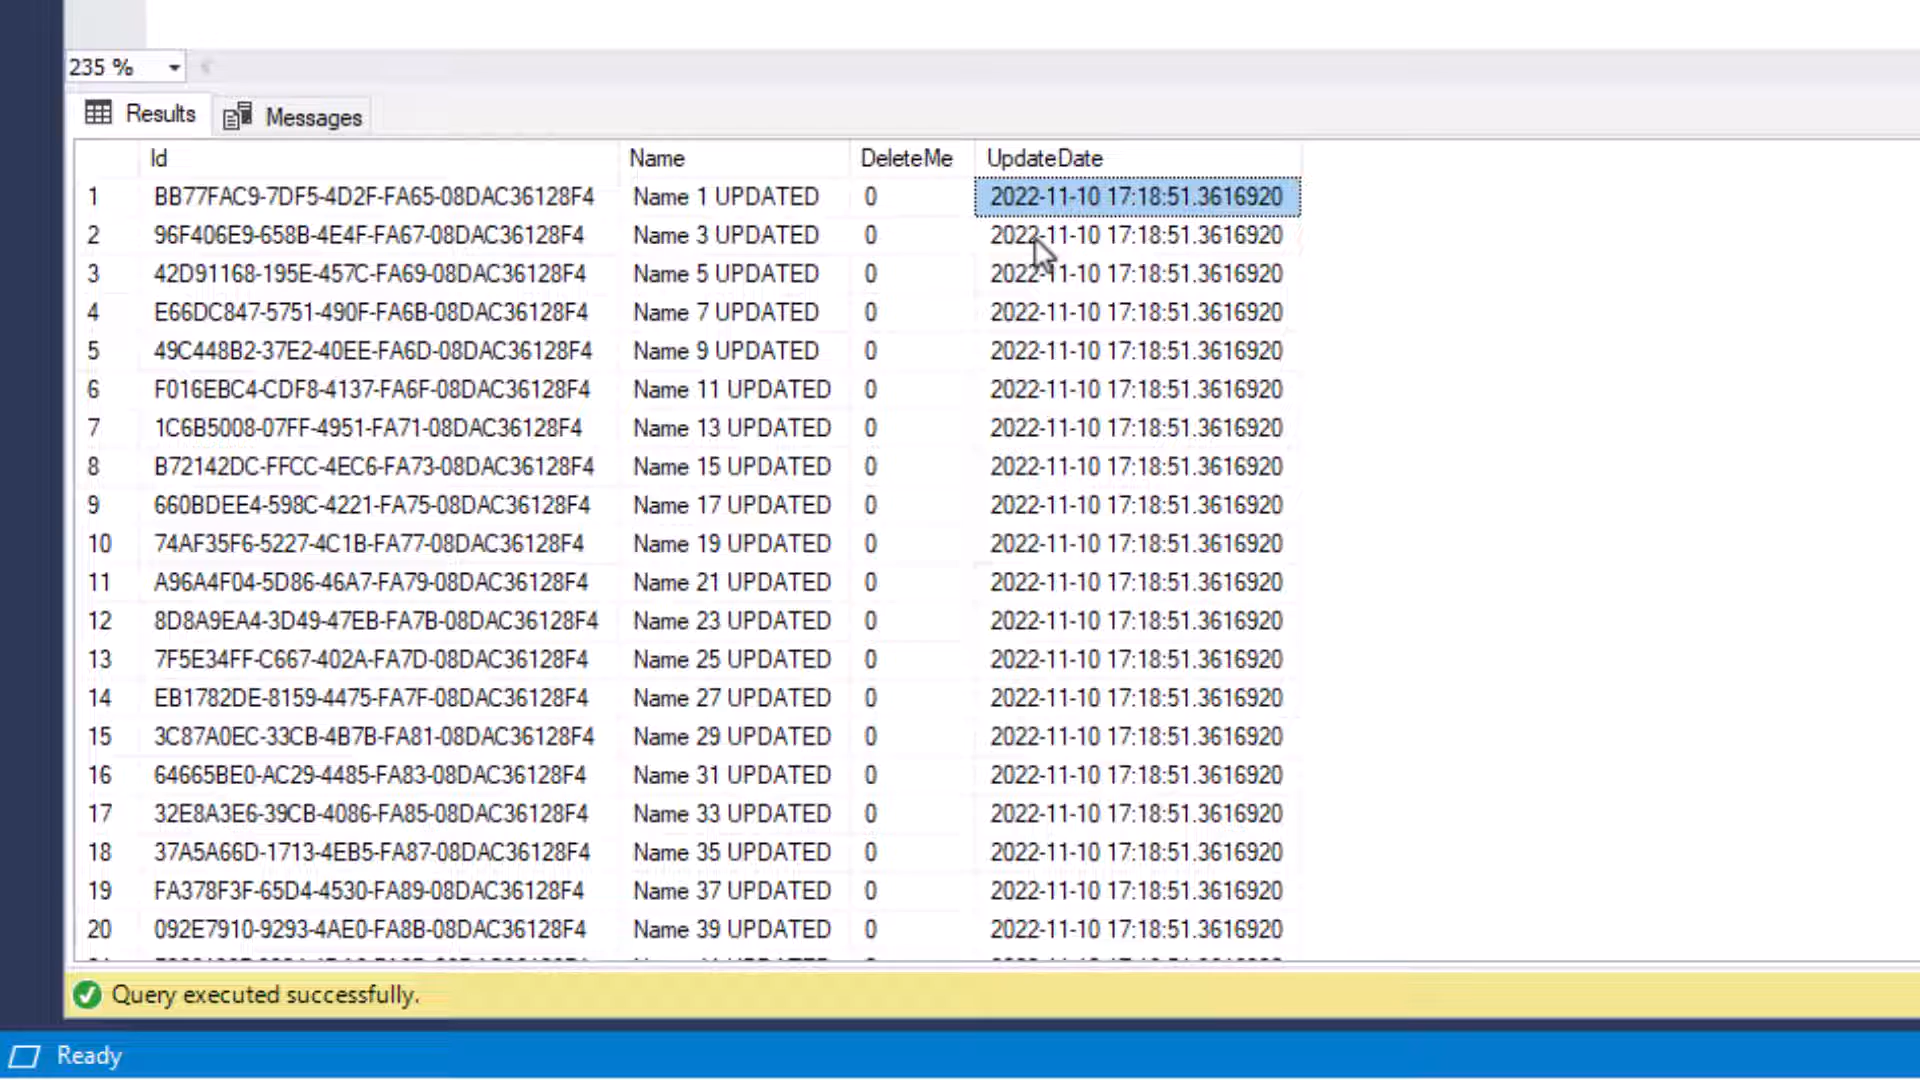 235 %
Results Messages
Id Name DeleteMe UpdateDate
1 BB77FAC9-7DF5-4D2F-FA65-08DAC36128F4 Name 1 UPDATED 0 2022-11-10 17:18:51.3616920
2 96F406E9-658B-4E4F-FA67-08DAC36128F4 Name 3 UPDATED 0 2022-11-10 17:18:51.3616920
3 42D91168-195E-457C-FA69-08DAC36128F4 Name 5 UPDATED 0 2022-11-10 17:18:51.3616920
4 E66DC847-5751-490F-FA6B-08DAC36128F4 Name 7 UPDATED 0 2022-11-10 17:18:51.3616920
5 49C448B2-37E2-40EE-FA6D-08DAC36128F4 Name 9 UPDATED 0 2022-11-10 17:18:51.3616920
6 F016EBC4-CDF8-4137-FA6F-08DAC36128F4 Name 11 UPDATED 0 2022-11-10 17:18:51.3616920
7 1C6B5008-07FF-4951-FA71-08DAC36128F4 Name 13 UPDATED 0 2022-11-10 17:18:51.3616920
8 B72142DC-FFCC-4EC6-FA73-08DAC36128F4 Name 15 UPDATED 0 2022-11-10 17:18:51.3616920
9 660BDEE4-598C-4221-FA75-08DAC36128F4 Name 17 UPDATED 0 2022-11-10 17:18:51.3616920
10 74AF35F6-5227-4C1B-FA77-08DAC36128F4 Name 19 UPDATED 0 2022-11-10 17:18:51.3616920
11 A96A4F04-5D86-46A7-FA79-08DAC36128F4 Name 21 UPDATED 0 2022-11-10 17:18:51.3616920
12 8D8A9EA4-3D49-47EB-FA7B-08DAC36128F4 Name 23 UPDATED 0 2022-11-10 17:18:51.3616920
13 7F5E34FF-C667-402A-FA7D-08DAC36128F4 Name 25 UPDATED 0 2022-11-10 17:18:51.3616920
14 EB1782DE-8159-4475-FA7F-08DAC36128F4 Name 27 UPDATED 0 2022-11-10 17:18:51.3616920
15 3C87A0EC-33CB-4B7B-FA81-08DAC36128F4 Name 29 UPDATED 0 2022-11-10 17:18:51.3616920
16 64665BE0-AC29-4485-FA83-08DAC36128F4 Name 31 UPDATED 0 2022-11-10 17:18:51.3616920
17 32E8A3E6-39CB-4086-FA85-08DAC36128F4 Name 33 UPDATED 0 2022-11-10 17:18:51.3616920
18 37A5A66D-1713-4EB5-FA87-08DAC36128F4 Name 35 UPDATED 0 2022-11-10 17:18:51.3616920
19 FA378F3F-65D4-4530-FA89-08DAC36128F4 Name 37 UPDATED 0 2022-11-10 17:18:51.3616920
20 092E7910-9293-4AE0-FA8B-08DAC36128F4 Name 39 UPDATED 0 2022-11-10 17:18:51.3616920
Query executed successfully.
Ready